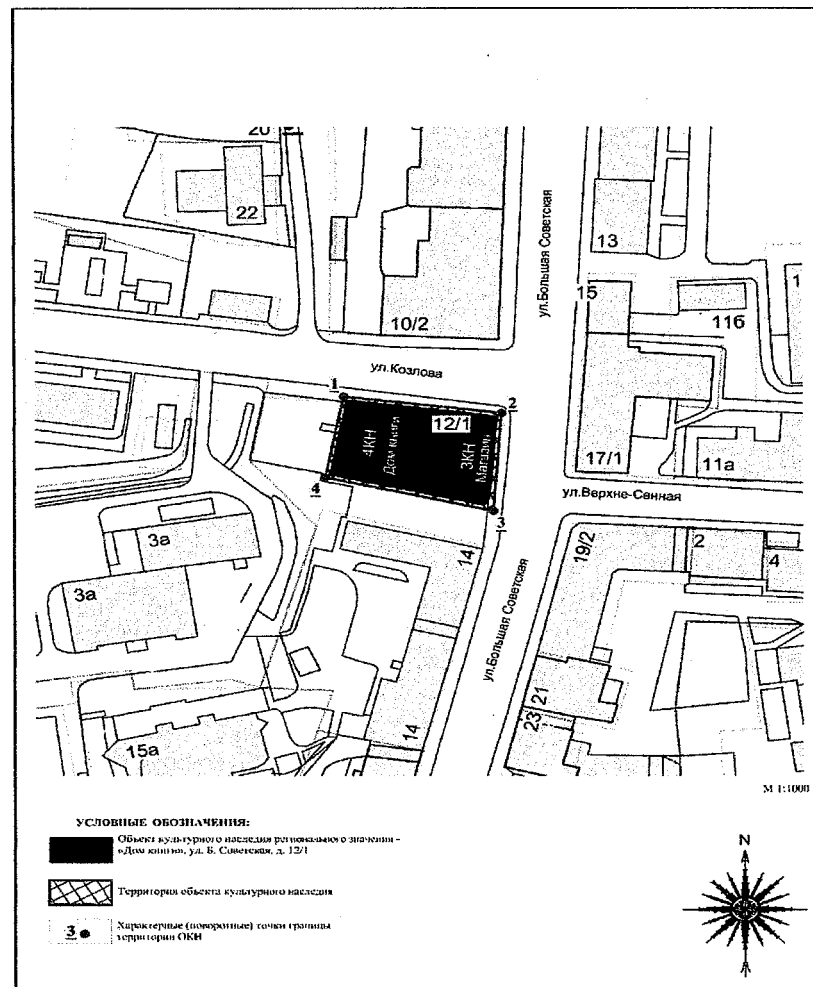 20
22
10/2
ул.Большая Советская
13
15
11б
ул.Козлова
1
2
12/1
4КН
Дом книги
3КН
Магазин
17/1
11а
4
3
ул.Верхне-Сенная
3а
3а
14
19/2
2
4
ул.Большая Советская
21
23
15а
14
М 1:1000
УСЛОВНЫЕ ОБОЗНАЧЕНИЯ:
Объект культурного наследия регионального значения -
«Дом книги», ул. Б. Советская, д. 12/1
Территория объекта культурного наследия
3
Характерные (поворотные) точки границы
территории ОКН
N